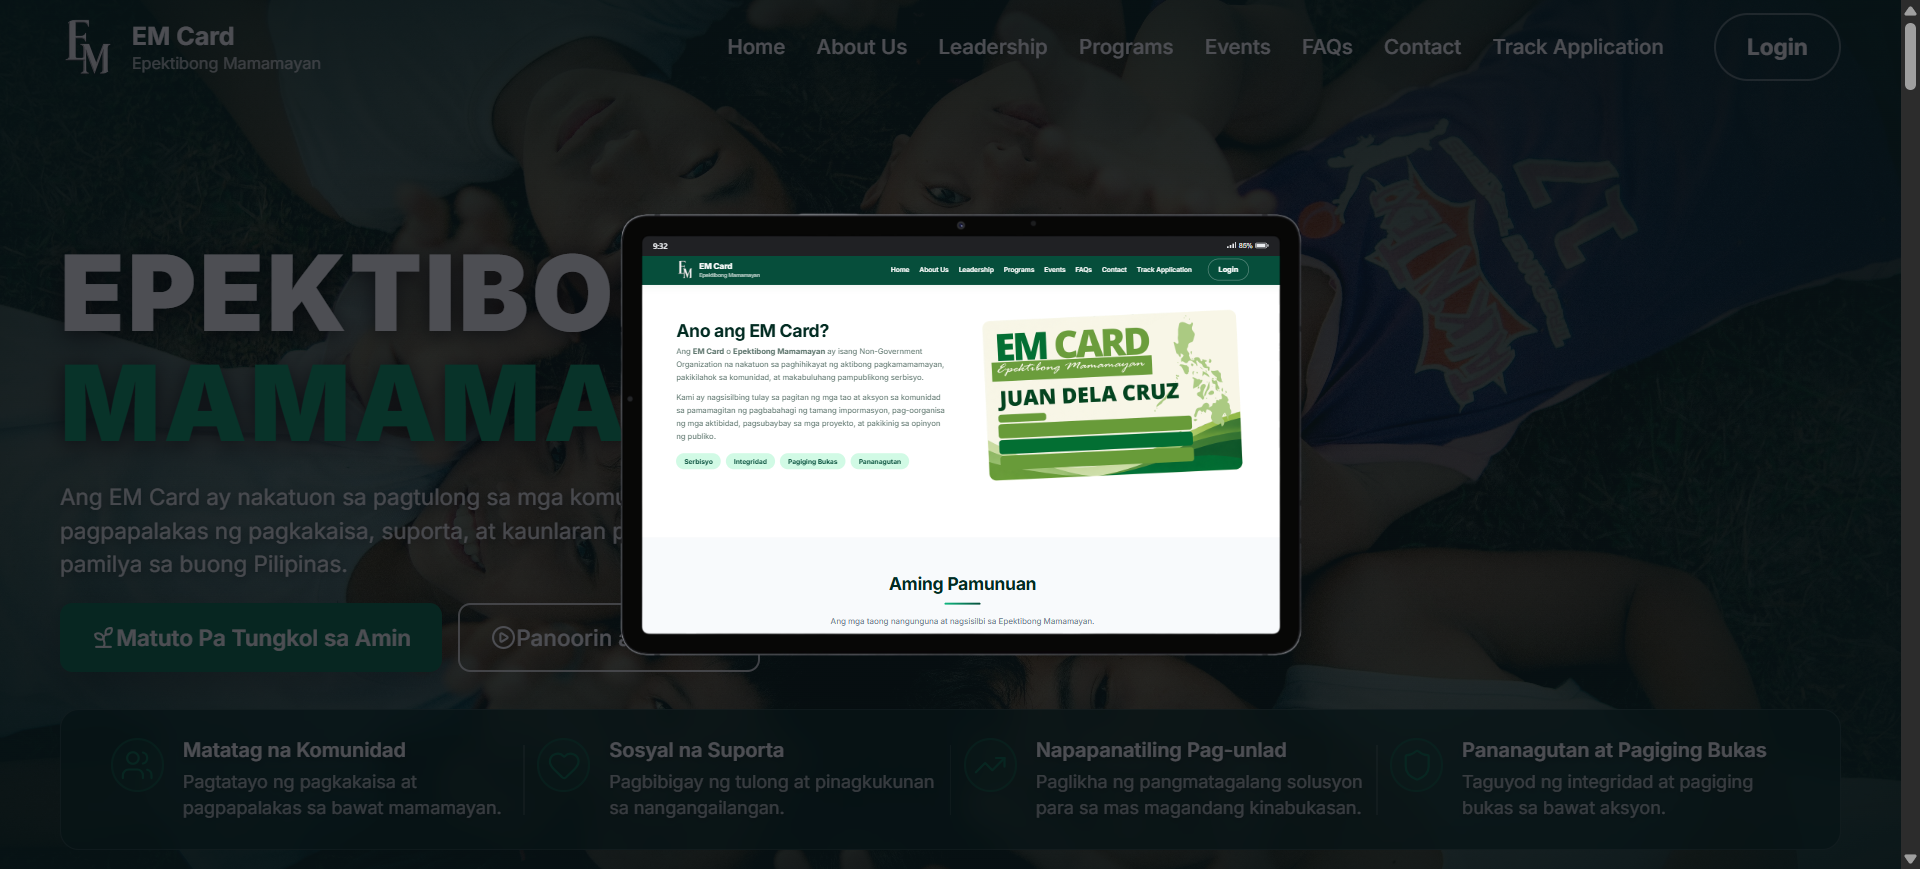 EM
EM Card
Epektibong Mamamayan
Home About Us Leadership Programs Events FAQs Contact Track Application Login
EPEKTIBO
MAMAMA
Ang EM Card ay nakatuon sa pagtulong sa mga
pagpapalakas ng pagkakaisa, suporta, at kaunlaran
pamilya sa buong Pilipinas.
Matuto Pa Tungkol sa Amin
Panoorin
9:32 85%
EM
EM Card
Epektibong Mamamayan
Home About Us Leadership Programs Events FAQs Contact Track Application Login
Ano ang EM Card?
Ang EM Card o Epektibong Mamamayan ay isang Non-Government
Organization na nakatuon sa paghihikayat ng aktibong pagkamamamayan,
pakikilahok sa komunidad, at makabuluhang pampublikong serbisyo.
Kami ay nagsisilbing tulay sa pagitan ng mga tao at aksyon sa komunidad
sa pamamagitan ng pagbabahagi ng tamang impormasyon, pag-oorganisa
ng mga aktibidad, pagsubaybay sa mga proyekto, at pakikinig sa opinyon
ng publiko.
Serbisyo Integridad Pagiging Bukas Pananagutan
EM CARD
Epektibong Mamamayan
JUAN DELA CRUZ
Aming Pamunuan
Ang mga taong nangunguna at nagsisilbi sa Epektibong Mamamayan.
Matatag na Komunidad
Pagtatayo ng pagkakaisa at
pagpapalakas sa bawat mamamayan.
Sosyal na Suporta
Pagbibigay ng tulong at pinagkukunan
sa nangangailangan.
Napapanatiling Pag-unlad
Paglikha ng pangmatagalang solusyon
para sa mas magandang kinabukasan.
Pananagutan at Pagiging Bukas
Taguyod ng integridad at pagiging
bukas sa bawat aksyon.